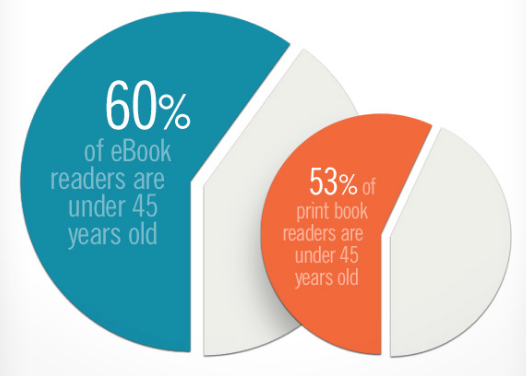 60%
of eBook
readers are
under 45
years old
53% of
print book
readers are
under 45
years old